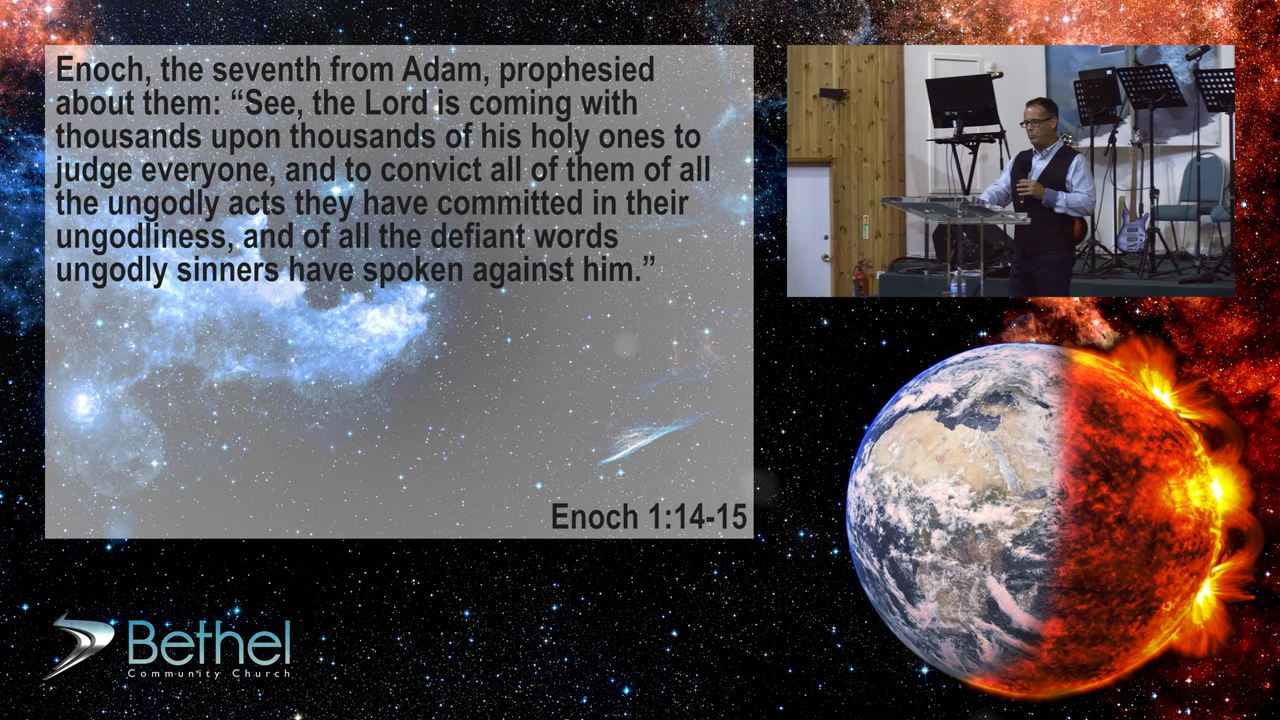 Enoch, the seventh from Adam, prophesied
about them: “See, the Lord is coming with
thousands upon thousands of his holy ones to
judge everyone, and to convict all of them of all
the ungodly acts they have committed in their
ungodliness, and of all the defiant words
ungodly sinners have spoken against him.”
Enoch 1:14-15
Bethel
Community Church